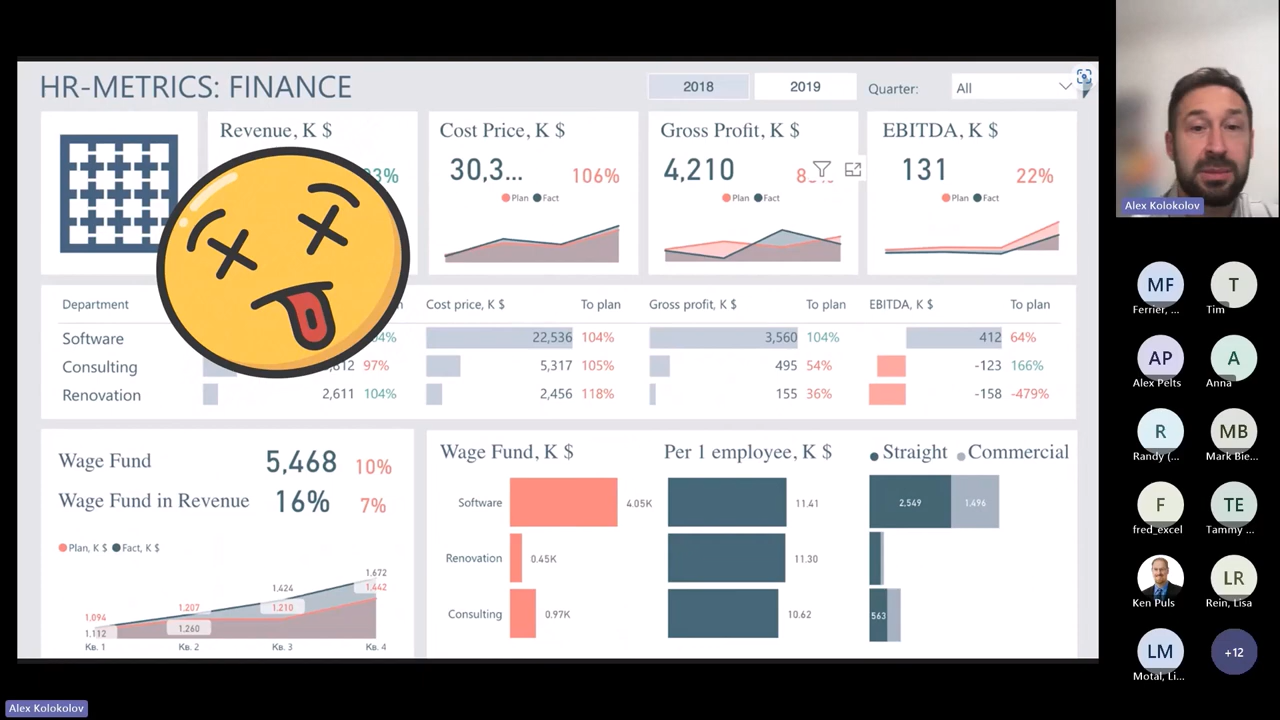 HR-METRICS: FINANCE
2018
2019
Quarter:
All
Revenue, K $
Cost Price, K $
30,3...
106%
Plan Fact
Gross Profit, K $
4,210
Plan Fact
EBITDA, K $
131
22%
Plan Fact
Department
Cost price, K $
To plan
Gross profit, K $
To plan
EBITDA, K $
To plan
Software
22,536
104%
3,560
104%
412
64%
Consulting
97%
5,317
105%
495
54%
-123
166%
Renovation
2,611
104%
2,456
118%
155
36%
-158
-479%
Wage Fund
5,468
10%
Wage Fund in Revenue
16%
7%
Plan, K $ Fact, K $
1.094
1.112
1.207
1.260
1.424
1.210
1.672
1.442
Кв. 1
Кв. 2
Кв. 3
Кв. 4
Wage Fund, K $
Software
4.05K
Renovation
0.45K
Consulting
0.97K
Per 1 employee, K $
11.41
11.30
10.62
Straight Commercial
2,549
1,496
563
Alex Kolokolov
MF
Ferrier, ...
T
Tim
AP
Alex Pelts
A
Anna
R
Randy (...
MB
Mark Bie...
F
fred_excel
TE
Tammy ...
Ken Puls
LR
Rein, Lisa
LM
Motal, Li...
+12
Alex Kolokolov